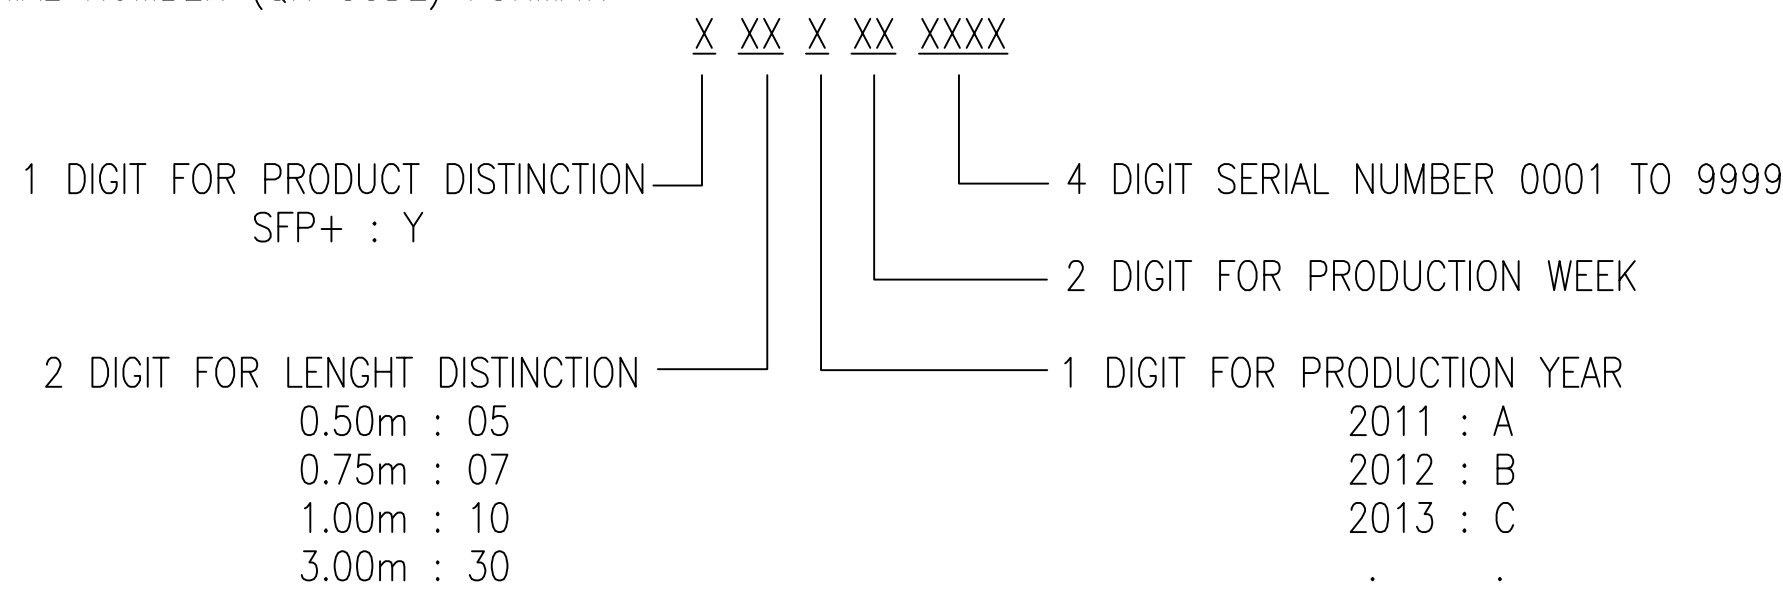 X XX X XX XXXX
1 DIGIT FOR PRODUCT DISTINCTION
SFP+ : Y
4 DIGIT SERIAL NUMBER 0001 TO 9999
2 DIGIT FOR PRODUCTION WEEK
2 DIGIT FOR LENGHT DISTINCTION
0.50m : 05
0.75m : 07
1.00m : 10
3.00m : 30
1 DIGIT FOR PRODUCTION YEAR
2011 : A
2012 : B
2013 : C
. .